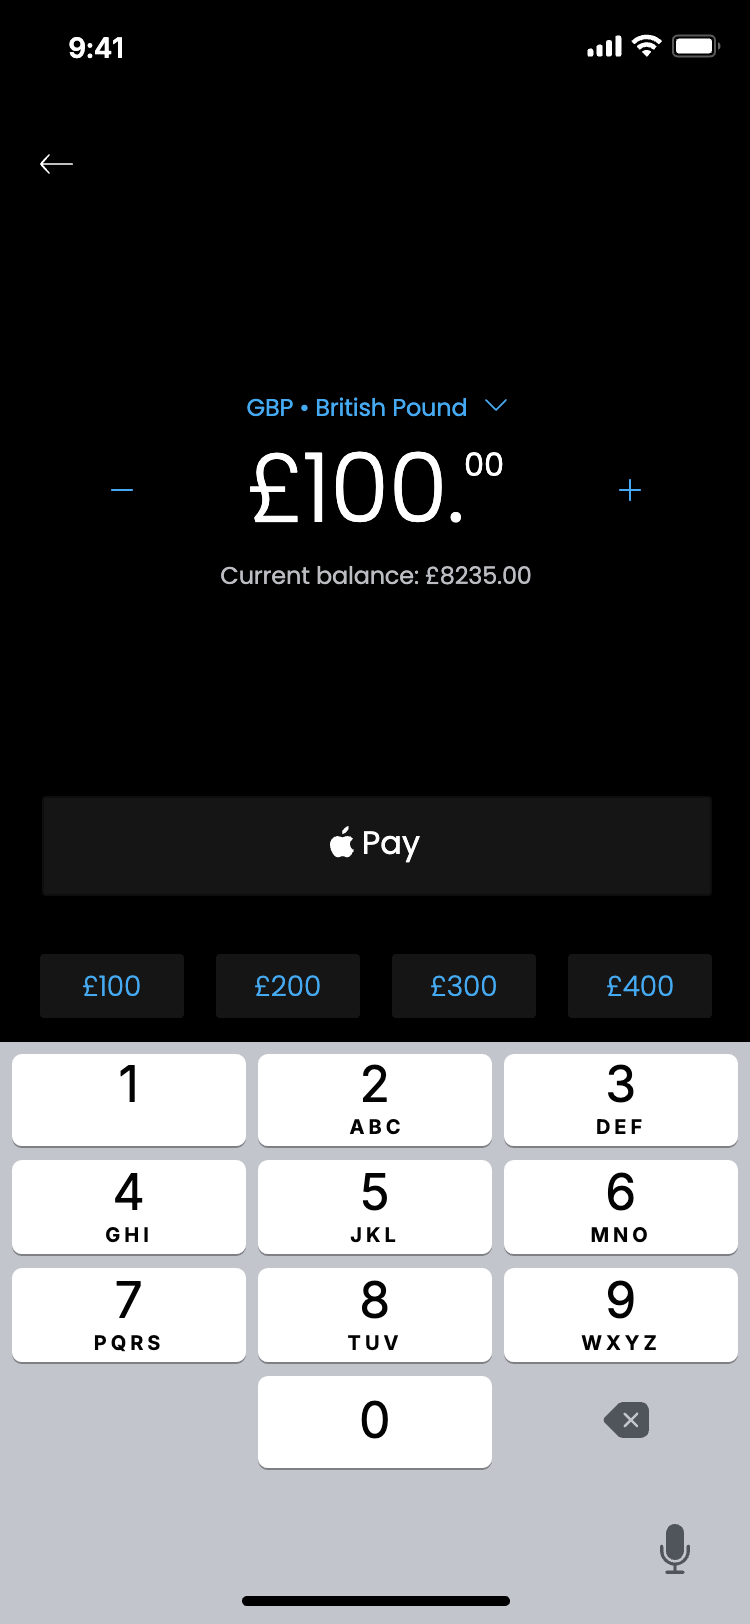 9:41
GBP • British Pound
£100.00
Current balance: £8235.00
Pay
£100 £200 £300 £400
1 2 3
ABC DEF
4 5 6
GHI JKL MNO
7 8 9
PQRS TUV WXYZ
0